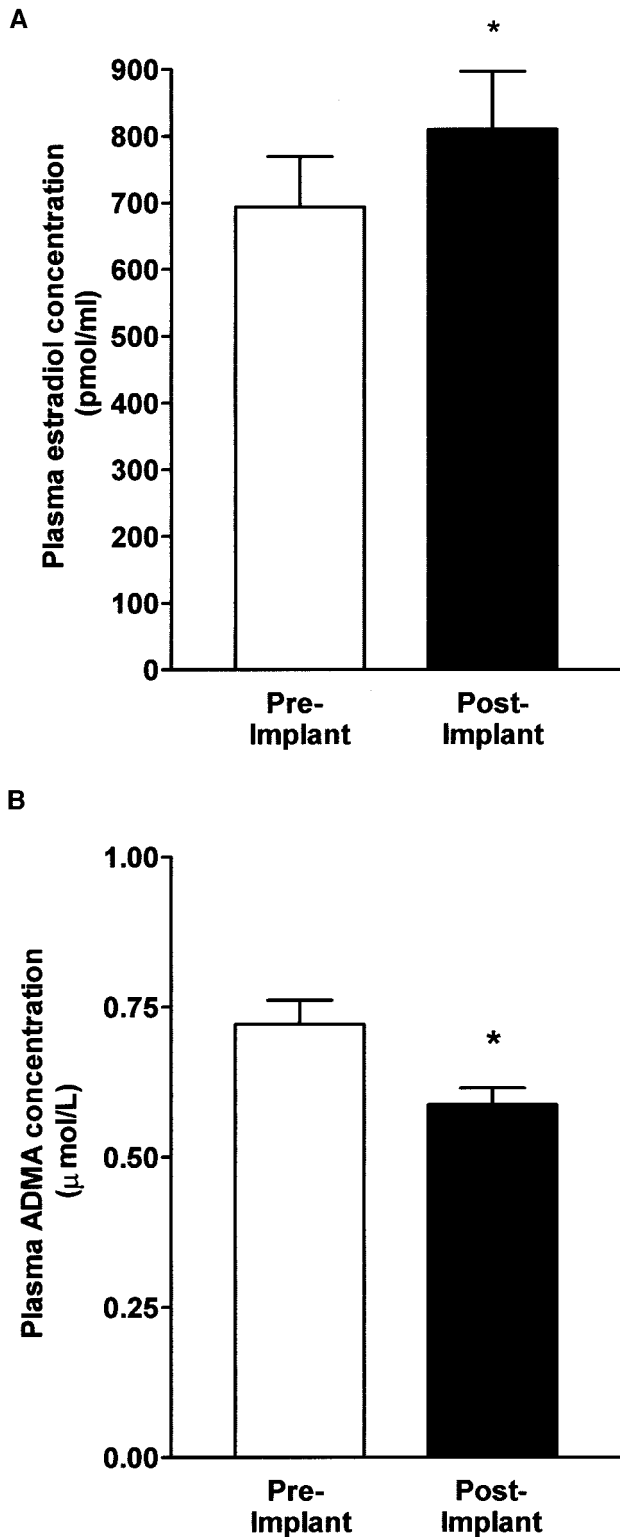 A
*
900
800
700
600
500
400
300
200
100
0
Plasma estradiol concentration
(pmol/ml)
Pre-
Implant
Post-
Implant
B
1.00
0.75
0.50
0.25
0.00
*
Plasma ADMA concentration
(μmol/L)
Pre-
Implant
Post-
Implant